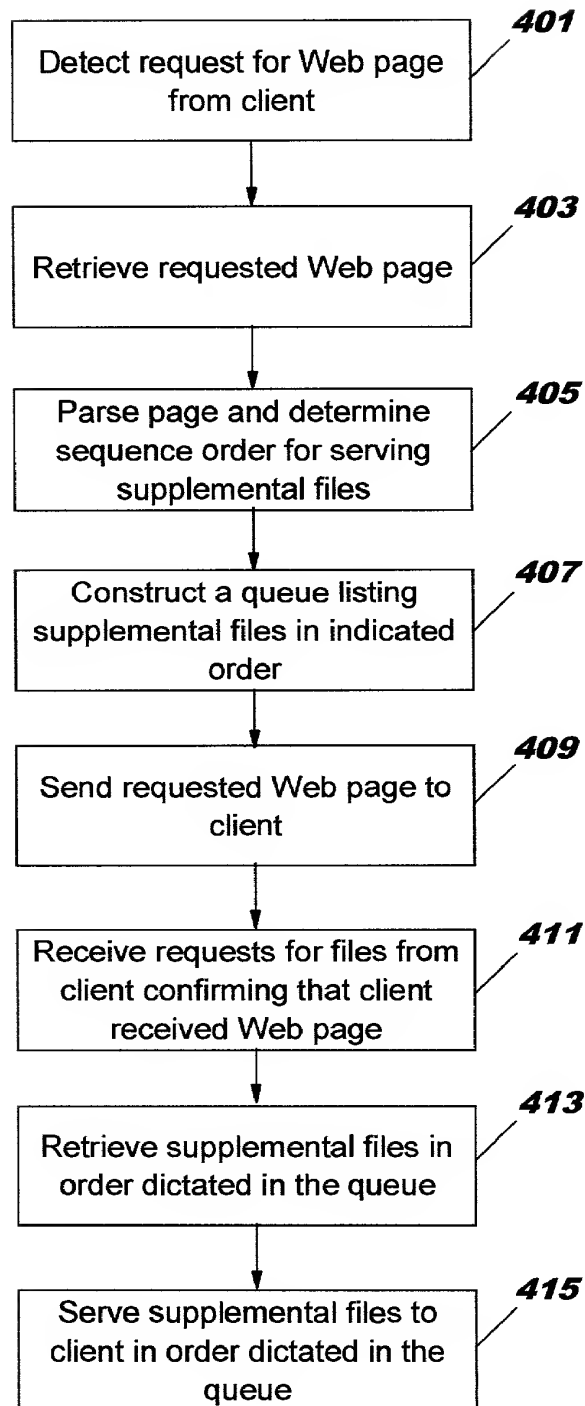 401
Detect request for Web page
from client
403
Retrieve requested Web page
405
Parse page and determine
sequence order for serving
supplemental files
407
Construct a queue listing
supplemental files in indicated
order
409
Send requested Web page to
client
411
Receive requests for files from
client confirming that client
received Web page
413
Retrieve supplemental files in
order dictated in the queue
415
Serve supplemental files to
client in order dictated in the
queue